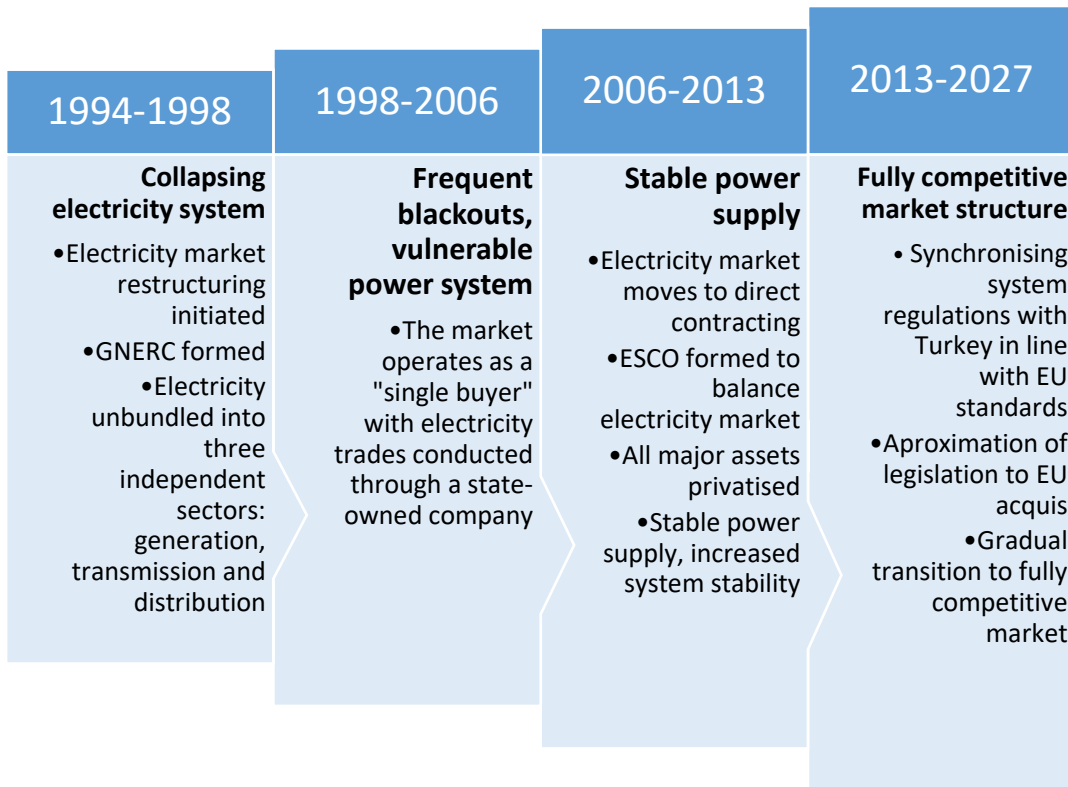 1994-1998
Collapsing
electricity system
•Electricity market
restructuring
initiated
•GNERC formed
•Electricity
unbundled into
three
independent
sectors:
generation,
transmission and
distribution
1998-2006
Frequent
blackouts,
vulnerable
power system
•The market
operates as a
"single buyer"
with electricity
trades conducted
through a state-
owned company
2006-2013
Stable power
supply
•Electricity market
moves to direct
contracting
•ESCO formed to
balance
electricity market
•All major assets
privatised
•Stable power
supply, increased
system stability
2013-2027
Fully competitive
market structure
• Synchronising
system
regulations with
Turkey in line
with EU
standards
•Aproximation of
legislation to EU
acquis
•Gradual
transition to fully
competitive
market